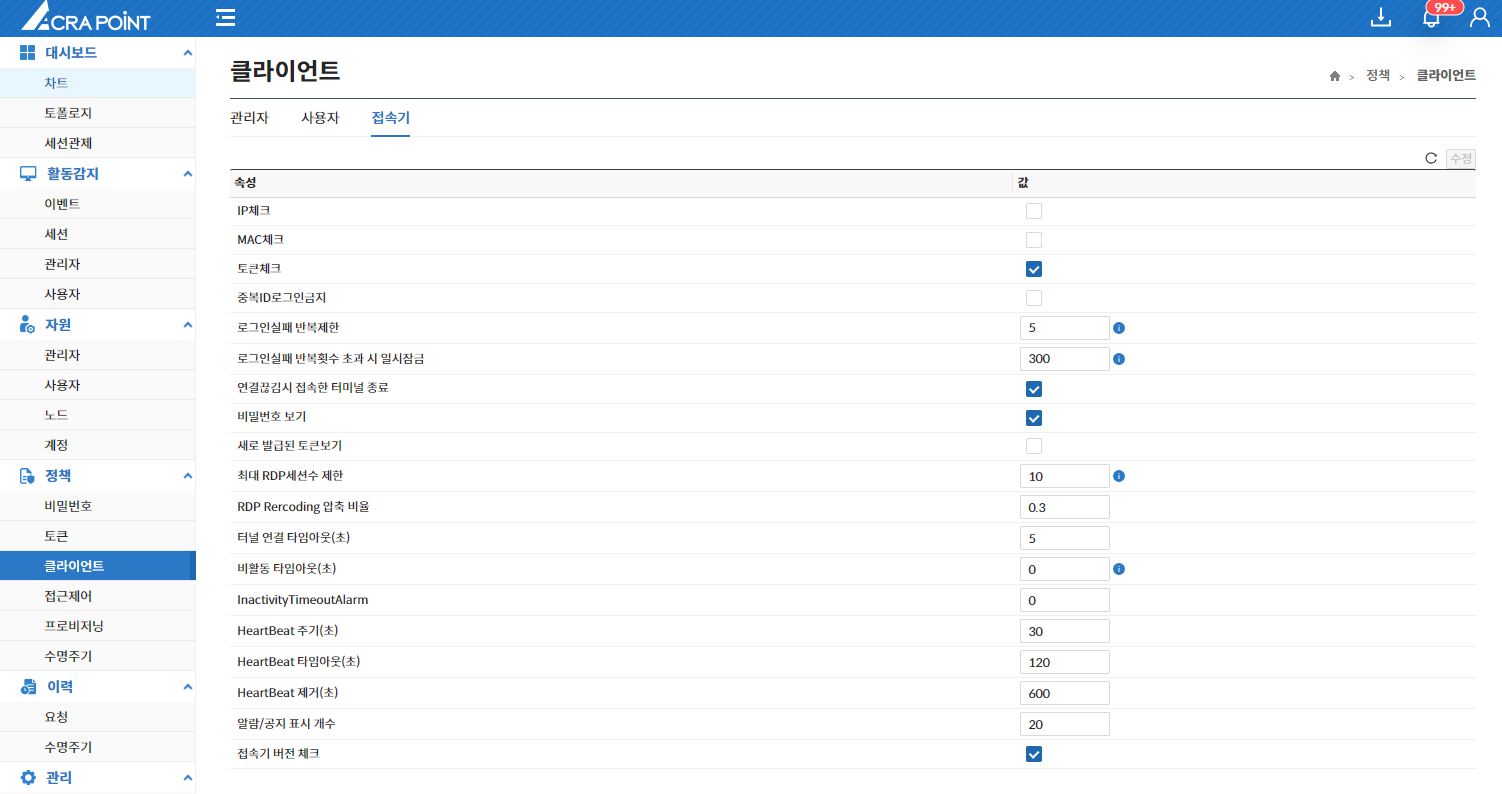 ACRA POINT
99+
대시보드
차트
토폴로지
세션관제
활동감지
이벤트
세션
관리자
사용자
자원
관리자
사용자
노드
계정
정책
비밀번호
토큰
클라이언트
접근제어
프로비저닝
수명주기
이력
요청
수명주기
관리
클라이언트
> 정책 > 클라이언트
관리자 사용자 접속기
수정
속성 값
IP체크
MAC체크
토큰체크
중복ID로그인금지
로그인실패 반복제한 5
로그인실패 반복횟수 초과 시 일시잠금 300
연결끊김시 접속한 터미널 종료
비밀번호 보기
새로 발급된 토큰보기
최대 RDP세션수 제한 10
RDP Rercoding 압축 비율 0.3
터널 연결 타임아웃(초) 5
비활동 타임아웃(초) 0
InactivityTimeoutAlarm 0
HeartBeat 주기(초) 30
HeartBeat 타임아웃(초) 120
HeartBeat 제거(초) 600
알람/공지 표시 개수 20
접속기 버전 체크